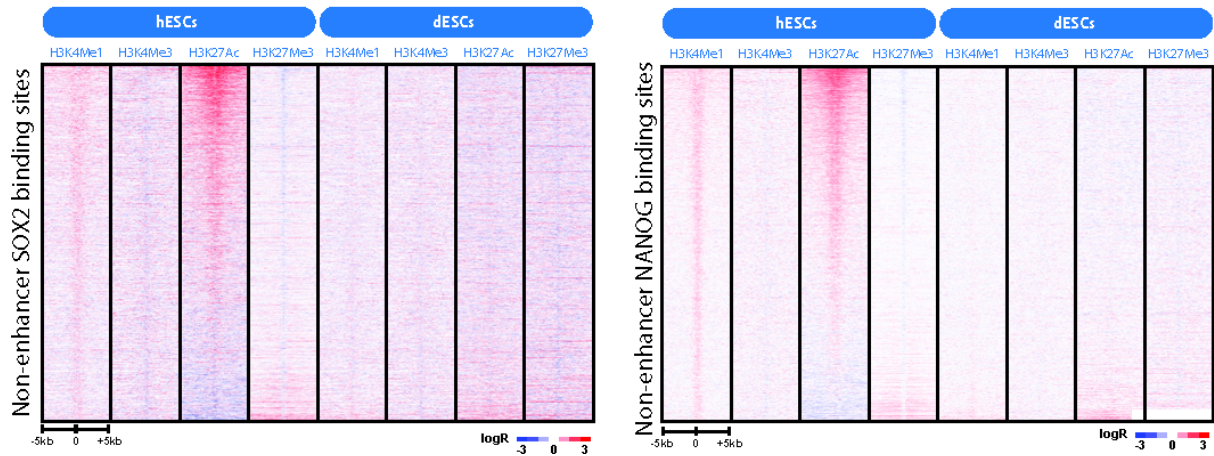 hESCs dESCs
H3K4Me1 H3K4Me3 H3K27Ac H3K27Me3 H3K4Me1 H3K4Me3 H3K27Ac H3K27Me3
Non-enhancer SOX2 binding sites
-5kb 0 +5kb
logR -3 0 3
hESCs dESCs
H3K4Me1 H3K4Me3 H3K27Ac H3K27Me3 H3K4Me1 H3K4Me3 H3K27Ac H3K27Me3
Non-enhancer NANOG binding sites
-5kb 0 +5kb
logR -3 0 3